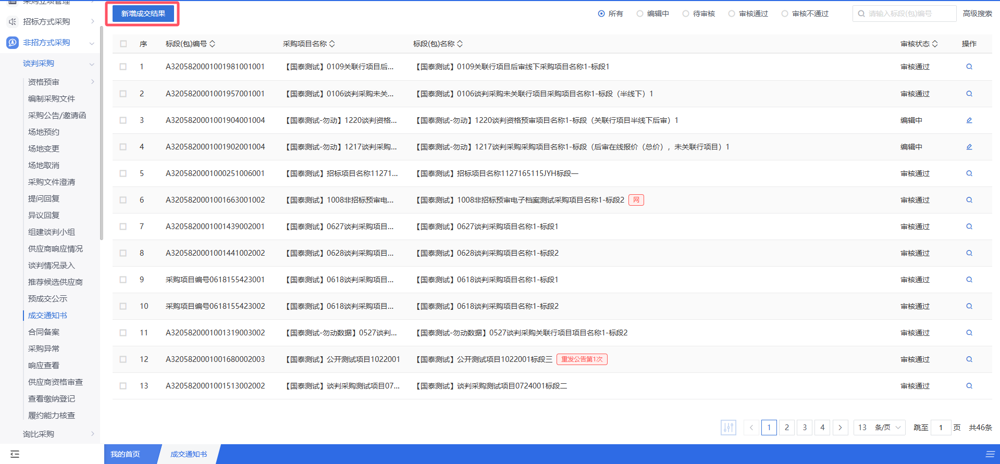 采购立项管理
招标方式采购
非招方式采购
谈判采购
资格预审
编制采购文件
采购公告/邀请函
场地预约
场地变更
场地取消
采购文件澄清
提问回复
异议回复
组建谈判小组
供应商响应情况
谈判情况录入
推荐候选供应商
预成交公示
成交通知书
合同备案
采购异常
响应查看
供应商资格审查
查看缴纳登记
履约能力核查
询比采购
新增成交结果
所有 编辑中 待审核 审核通过 审核不通过 请输入标段(包)编号 高级搜索
序 标段(包)编号 采购项目名称 标段(包)名称 审核状态 操作
1 A3205820001001981001001 【国泰测试】0109关联行项目后... 【国泰测试】0109关联行项目后审线下采购项目名称1-标段1 审核通过
2 A3205820001001957001001 【国泰测试】0106谈判采购未关... 【国泰测试】0106谈判采购未关联行项目采购项目名称1-标段（半线下）1 审核通过
3 A3205820001001904001004 【国泰测试-勿动】1220谈判资格... 【国泰测试-勿动】1220谈判资格预审项目名称1-标段（关联行项目半线下后审）1 编辑中
4 A3205820001001902001004 【国泰测试-勿动】1217谈判采购... 【国泰测试-勿动】1217谈判采购采购项目名称1-标段（后审在线报价（总价），未关联行项目）1 编辑中
5 A3205820001000251006001 【国泰测试】招标项目名称11271... 【国泰测试】招标项目名称1127165115JYH标段一 审核通过
6 A3205820001001663001002 【国泰测试】1008非招标预审电... 【国泰测试】1008非招标预审电子档案测试采购项目名称1-标段2 网 审核通过
7 A3205820001001439002001 【国泰测试】0627谈判采购项目... 【国泰测试】0627谈判采购项目名称1-标段1 审核通过
8 A3205820001001441002002 【国泰测试】0628谈判采购项目... 【国泰测试】0628谈判采购项目名称1-标段2 审核通过
9 采购项目编号0618155423001 【国泰测试】0618谈判采购项目... 【国泰测试】0618谈判采购项目名称1-标段1 审核通过
10 采购项目编号0618155423002 【国泰测试】0618谈判采购项目... 【国泰测试】0618谈判采购项目名称1-标段2 审核通过
11 A3205820001001319003002 【国泰测试-勿动数据】0527谈判... 【国泰测试-勿动数据】0527谈判采购关联行项目项目名称1-标段2 审核通过
12 A3205820001001680002003 【国泰测试】公开测试项目1022001 【国泰测试】公开测试项目1022001标段三 重发公告第1次 审核通过
13 A3205820001001513002002 【国泰测试】谈判采购测试项目07... 【国泰测试】谈判采购测试项目0724001标段二 审核通过
1 2 3 4 13 条/页 跳至 1 页 共46条
我的首页 成交通知书